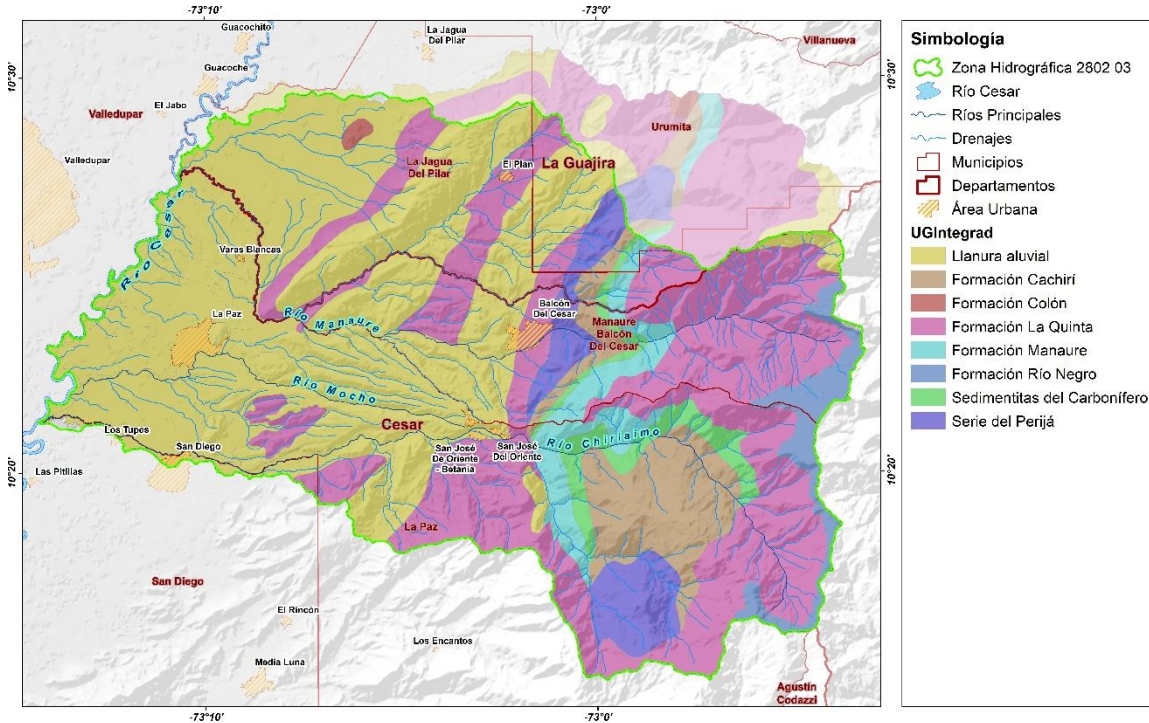 -73°10'
-73°0'
Guacochito
La Jagua
Del Pilar
Villanueva
10°30'
10°30'
Guacoche
El Jabo
Valledupar
Urumita
Valledupar
La Jagua
Del Pilar
El Plan
La Guajira
Río Cesar
Varas Blancas
La Paz
Río Manaure
Balcón
Del Cesar
Manaure
Balcón
Del Cesar
Río Mocho
Cesar
Los Tupes
San Diego
San José
De Oriente
- Betania
San José
Del Oriente
Río Chiriaimo
Las Pitillas
10°20'
10°20'
La Paz
San Diego
El Rincón
Los Encantos
Media Luna
Agustín
Codazzi
-73°10'
-73°0'
Simbología
Zona Hidrográfica 2802 03
Río Cesar
Ríos Principales
Drenajes
Municipios
Departamentos
Área Urbana
UGIntegrad
Llanura aluvial
Formación Cachirí
Formación Colón
Formación La Quinta
Formación Manaure
Formación Río Negro
Sedimentitas del Carbonífero
Serie del Perijá